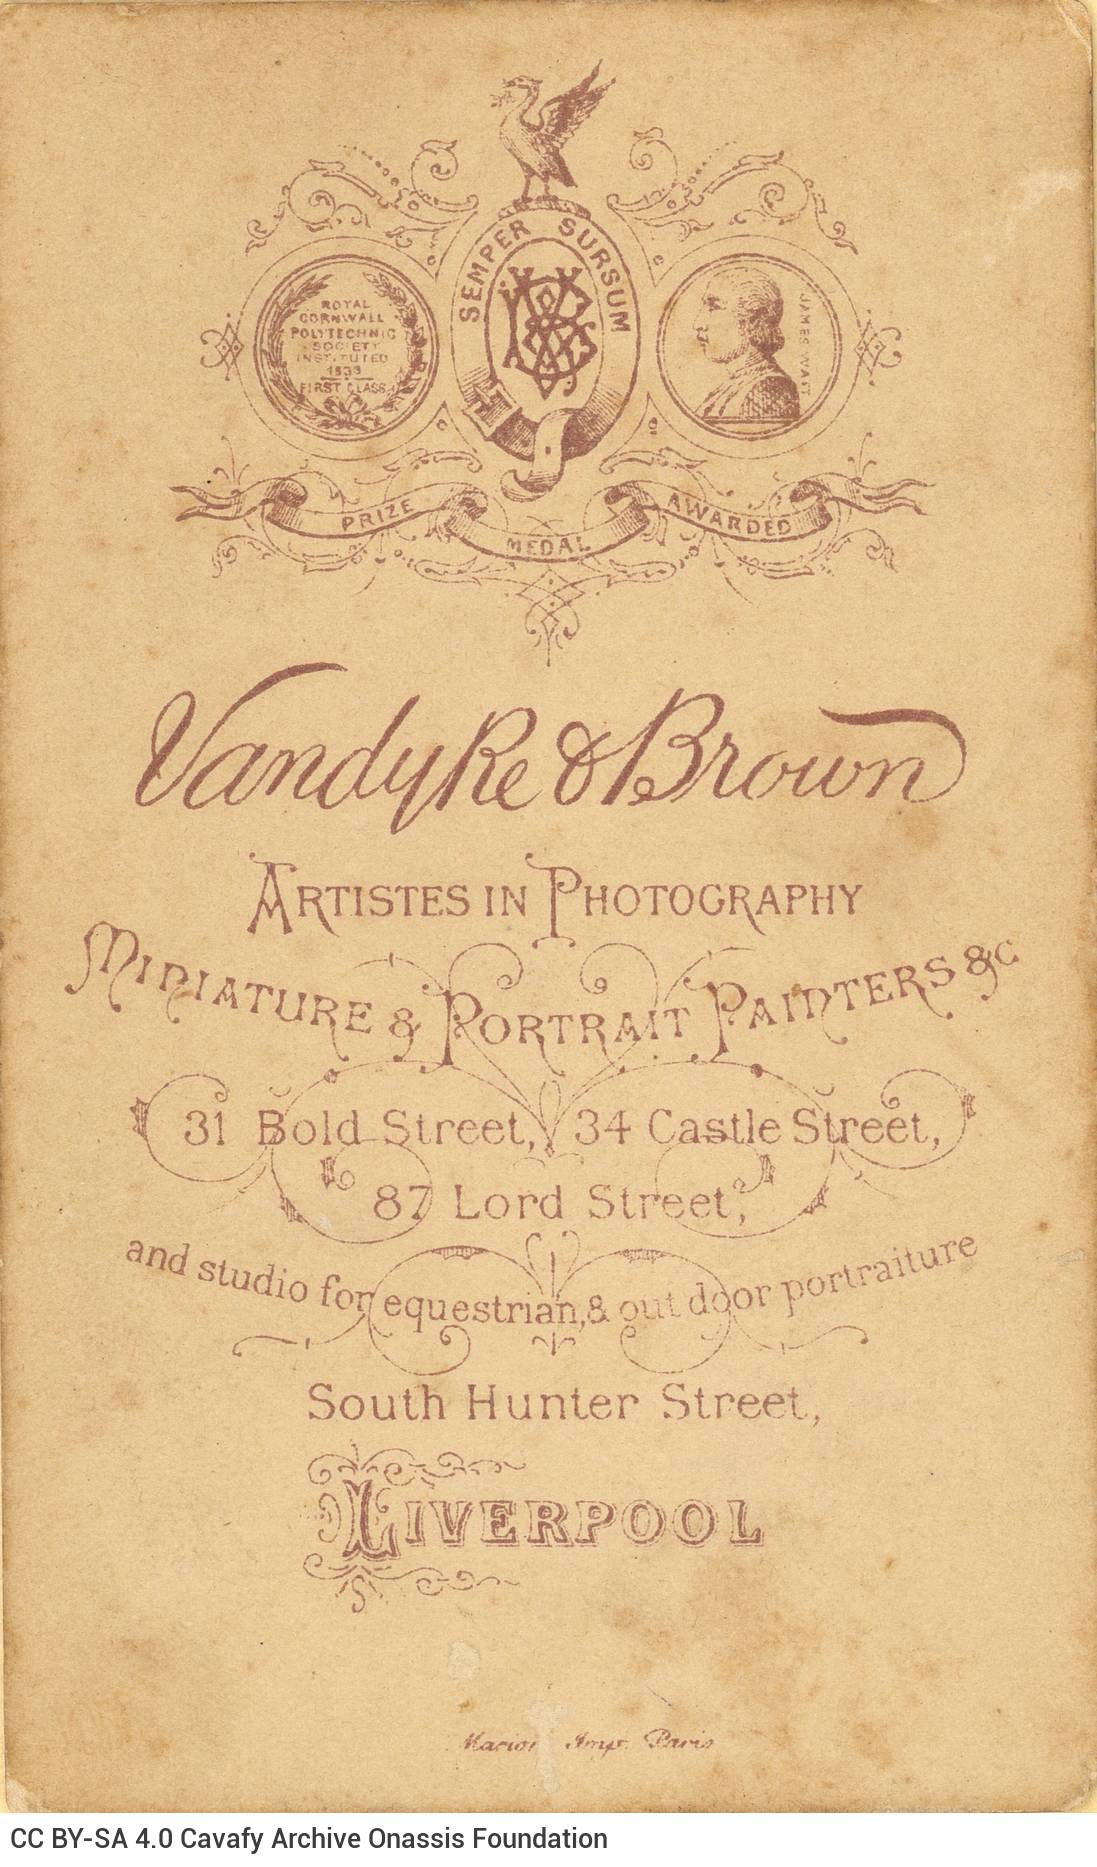 SEMPER SURSUM
ROYAL
CORNWALL
POLYTECHNIC
SOCIETY
INSTITUTED
1833
FIRST CLASS
JAMES WATT
PRIZE MEDAL AWARDED
Vandyke & Brown
ARTISTES IN PHOTOGRAPHY
MINIATURE & PORTRAIT PAINTERS &c
31 Bold Street, 34 Castle Street,
87 Lord Street,
and studio for equestrian, & out door portraiture
South Hunter Street,
LIVERPOOL
Marion Imp. Paris
CC BY-SA 4.0 Cavafy Archive Onassis Foundation